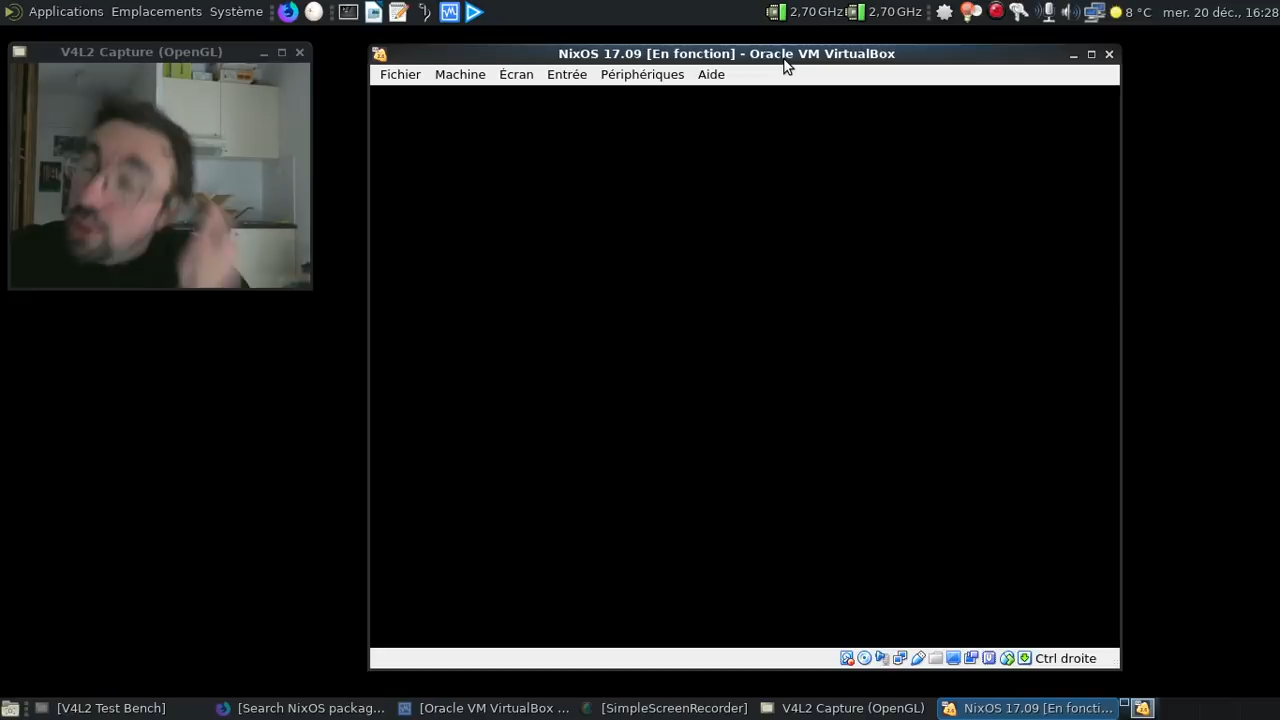 Applications Emplacements Système 2,70 GHz 2,70 GHz 8 °C mer. 20 déc., 16:28
V4L2 Capture (OpenGL)
NixOS 17.09 [En fonction] - Oracle VM VirtualBox
Fichier Machine Écran Entrée Périphériques Aide
Ctrl droite
[V4L2 Test Bench] [Search NixOS packag... [Oracle VM VirtualBox ... [SimpleScreenRecorder] V4L2 Capture (OpenGL) NixOS 17.09 [En foncti...